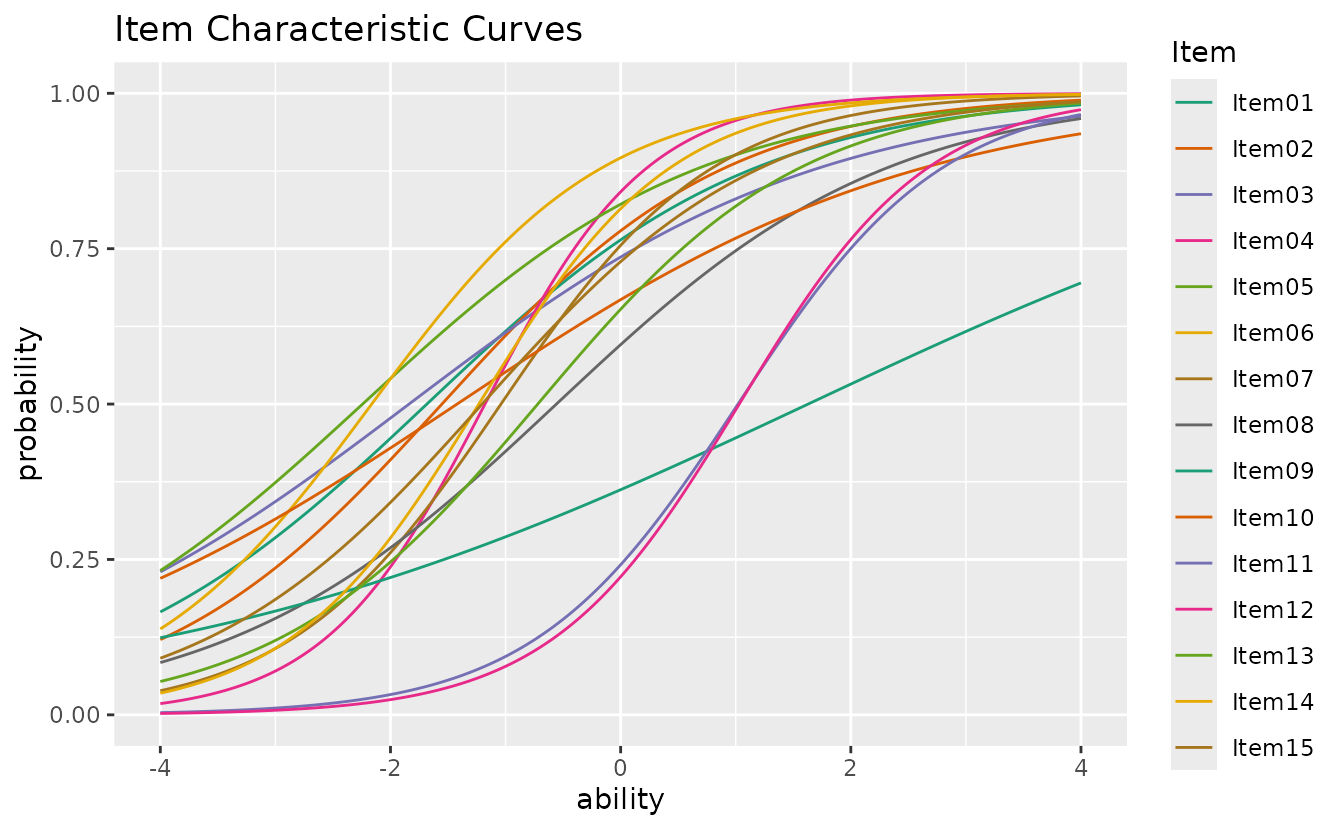 Item Characteristic Curves
probability
1.00
0.75
0.50
0.25
0.00
-4
-2
0
2
4
ability
Item
Item01
Item02
Item03
Item04
Item05
Item06
Item07
Item08
Item09
Item10
Item11
Item12
Item13
Item14
Item15